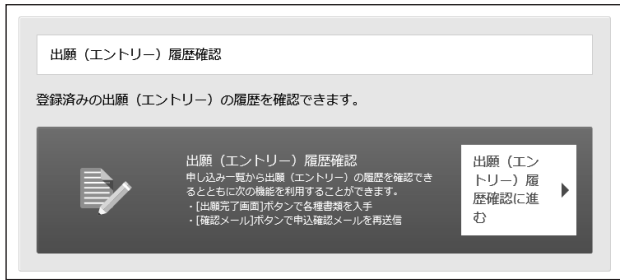 出願（エントリー）履歴確認
登録済みの出願（エントリー）の履歴を確認できます。
出願（エントリー）履歴確認
申し込み一覧から出願（エントリー）の履歴を確認でき
るとともに次の機能を利用することができます。
・[出願完了画面]ボタンで各種書類を入手
・[確認メール]ボタンで申込確認メールを再送信
出願（エン
トリー）履
歴確認に進
む